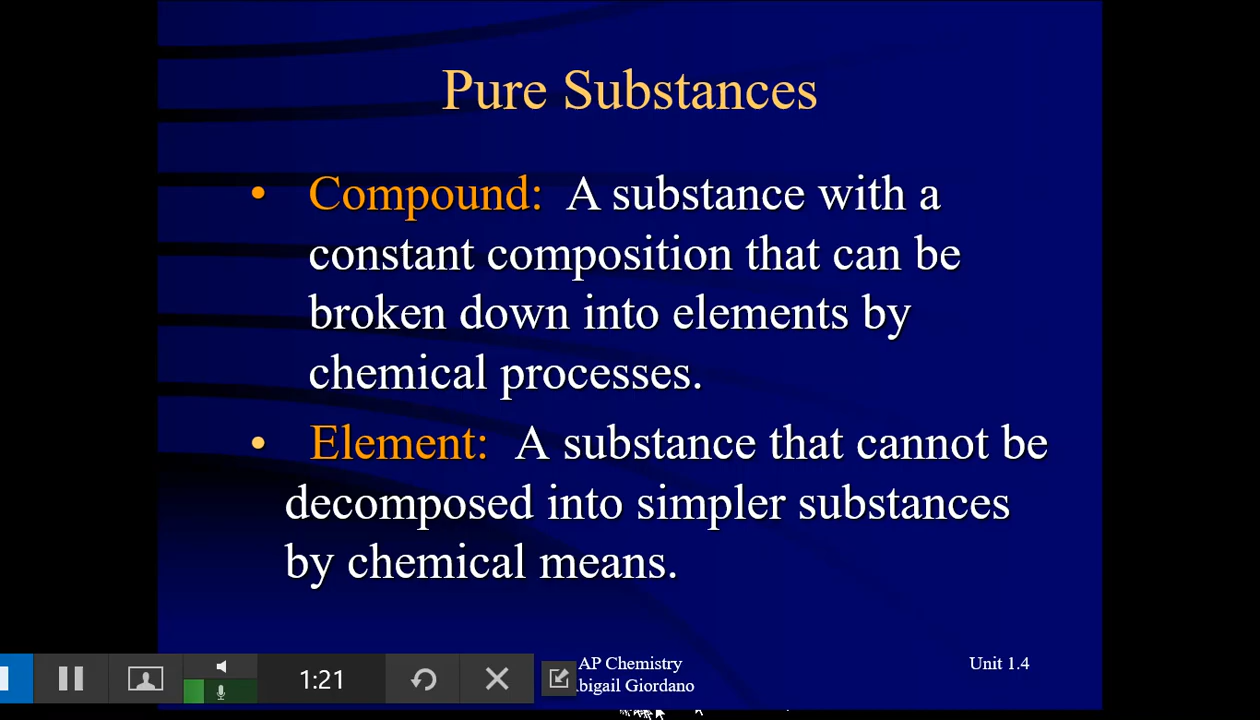 Pure Substances
• Compound: A substance with a
constant composition that can be
broken down into elements by
chemical processes.
• Element: A substance that cannot be
decomposed into simpler substances
by chemical means.
AP Chemistry
Unit 1.4
bigail Giordano
1:21